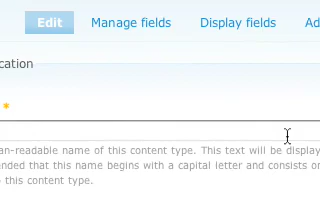 Edit Manage fields Display fields Ad
cation
*
an-readable name of this content type. This text will be display
nded that this name begins with a capital letter and consists or
this content type.